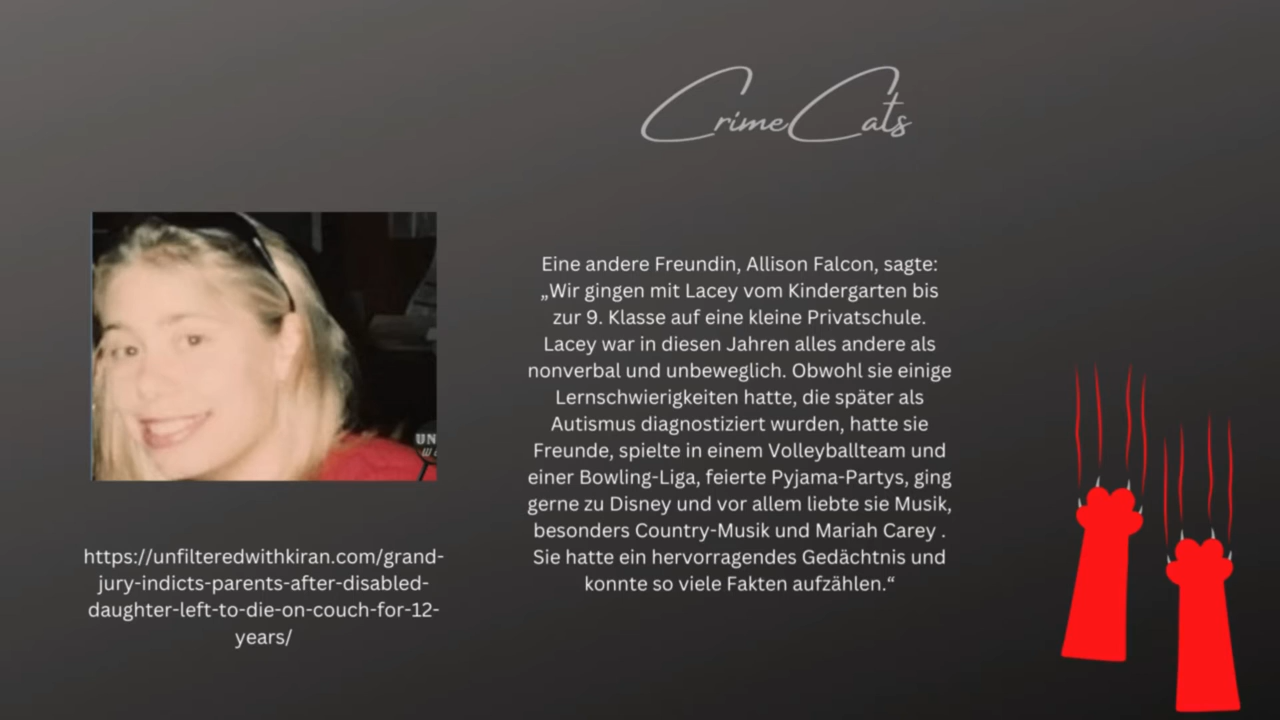 CrimeCats
Eine andere Freundin, Allison Falcon, sagte:
„Wir gingen mit Lacey vom Kindergarten bis
zur 9. Klasse auf eine kleine Privatschule.
Lacey war in diesen Jahren alles andere als
nonverbal und unbeweglich. Obwohl sie einige
Lernschwierigkeiten hatte, die später als
Autismus diagnostiziert wurden, hatte sie
Freunde, spielte in einem Volleyballteam und
einer Bowling-Liga, feierte Pyjama-Partys, ging
gerne zu Disney und vor allem liebte sie Musik,
besonders Country-Musik und Mariah Carey .
Sie hatte ein hervorragendes Gedächtnis und
konnte so viele Fakten aufzählen.“
UN
https://unfilteredwithkiran.com/grand-
jury-indicts-parents-after-disabled-
daughter-left-to-die-on-couch-for-12-
years/